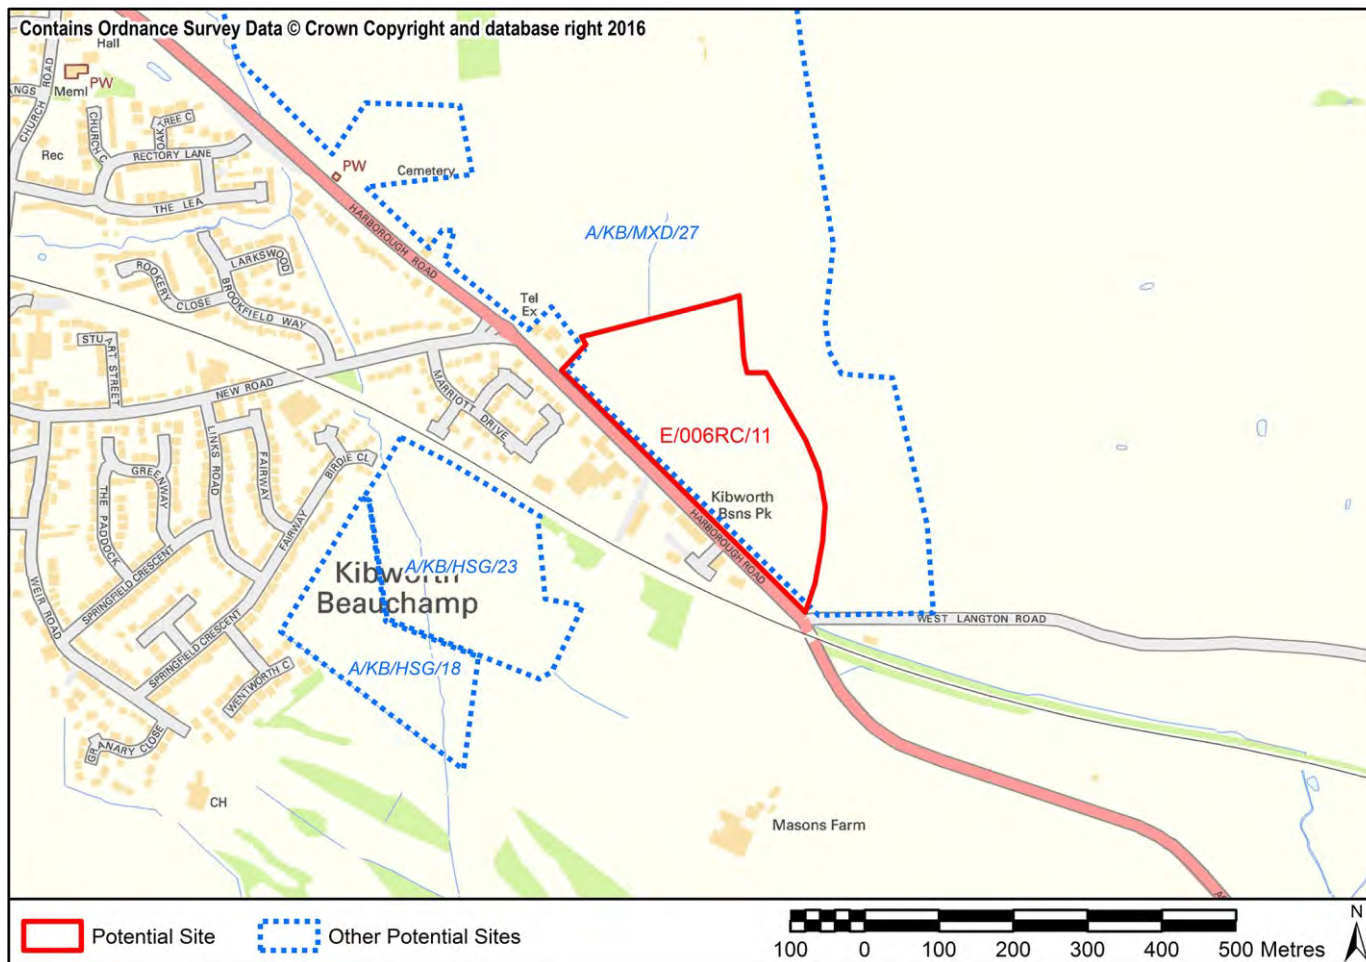 Contains Ordnance Survey Data © Crown Copyright and database right 2016
Hall
PW
Meml
CHURCH ROAD
CHURCH C
OAK TREE C
Rec
RECTORY LANE
THE LEA
PW
Cemetery
HARBOROUGH ROAD
A/KB/MXD/27
LARKSWOOD
ROOKERY CLOSE
BROOKFIELD WAY
Tel
Ex
STUART STREET
NEW ROAD
MARRIOTT DRIVE
E/006RC/11
LINKS ROAD
FAIRWAY
BIRDIE CL
GREENWAY
THE PADDOCK
FAIRWAY
Kibworth
Bsns Pk
HARBOROUGH ROAD
SPRINGFIELD CRESCENT
WEIR ROAD
A/KB/HSG/23
Kibworth
Beauchamp
WEST LANGTON ROAD
SPRINGFIELD CRESCENT
A/KB/HSG/18
WENTWORTH C
GRANARY CLOSE
CH
Masons Farm
Potential Site
Other Potential Sites
100 0 100 200 300 400 500 Metres
N